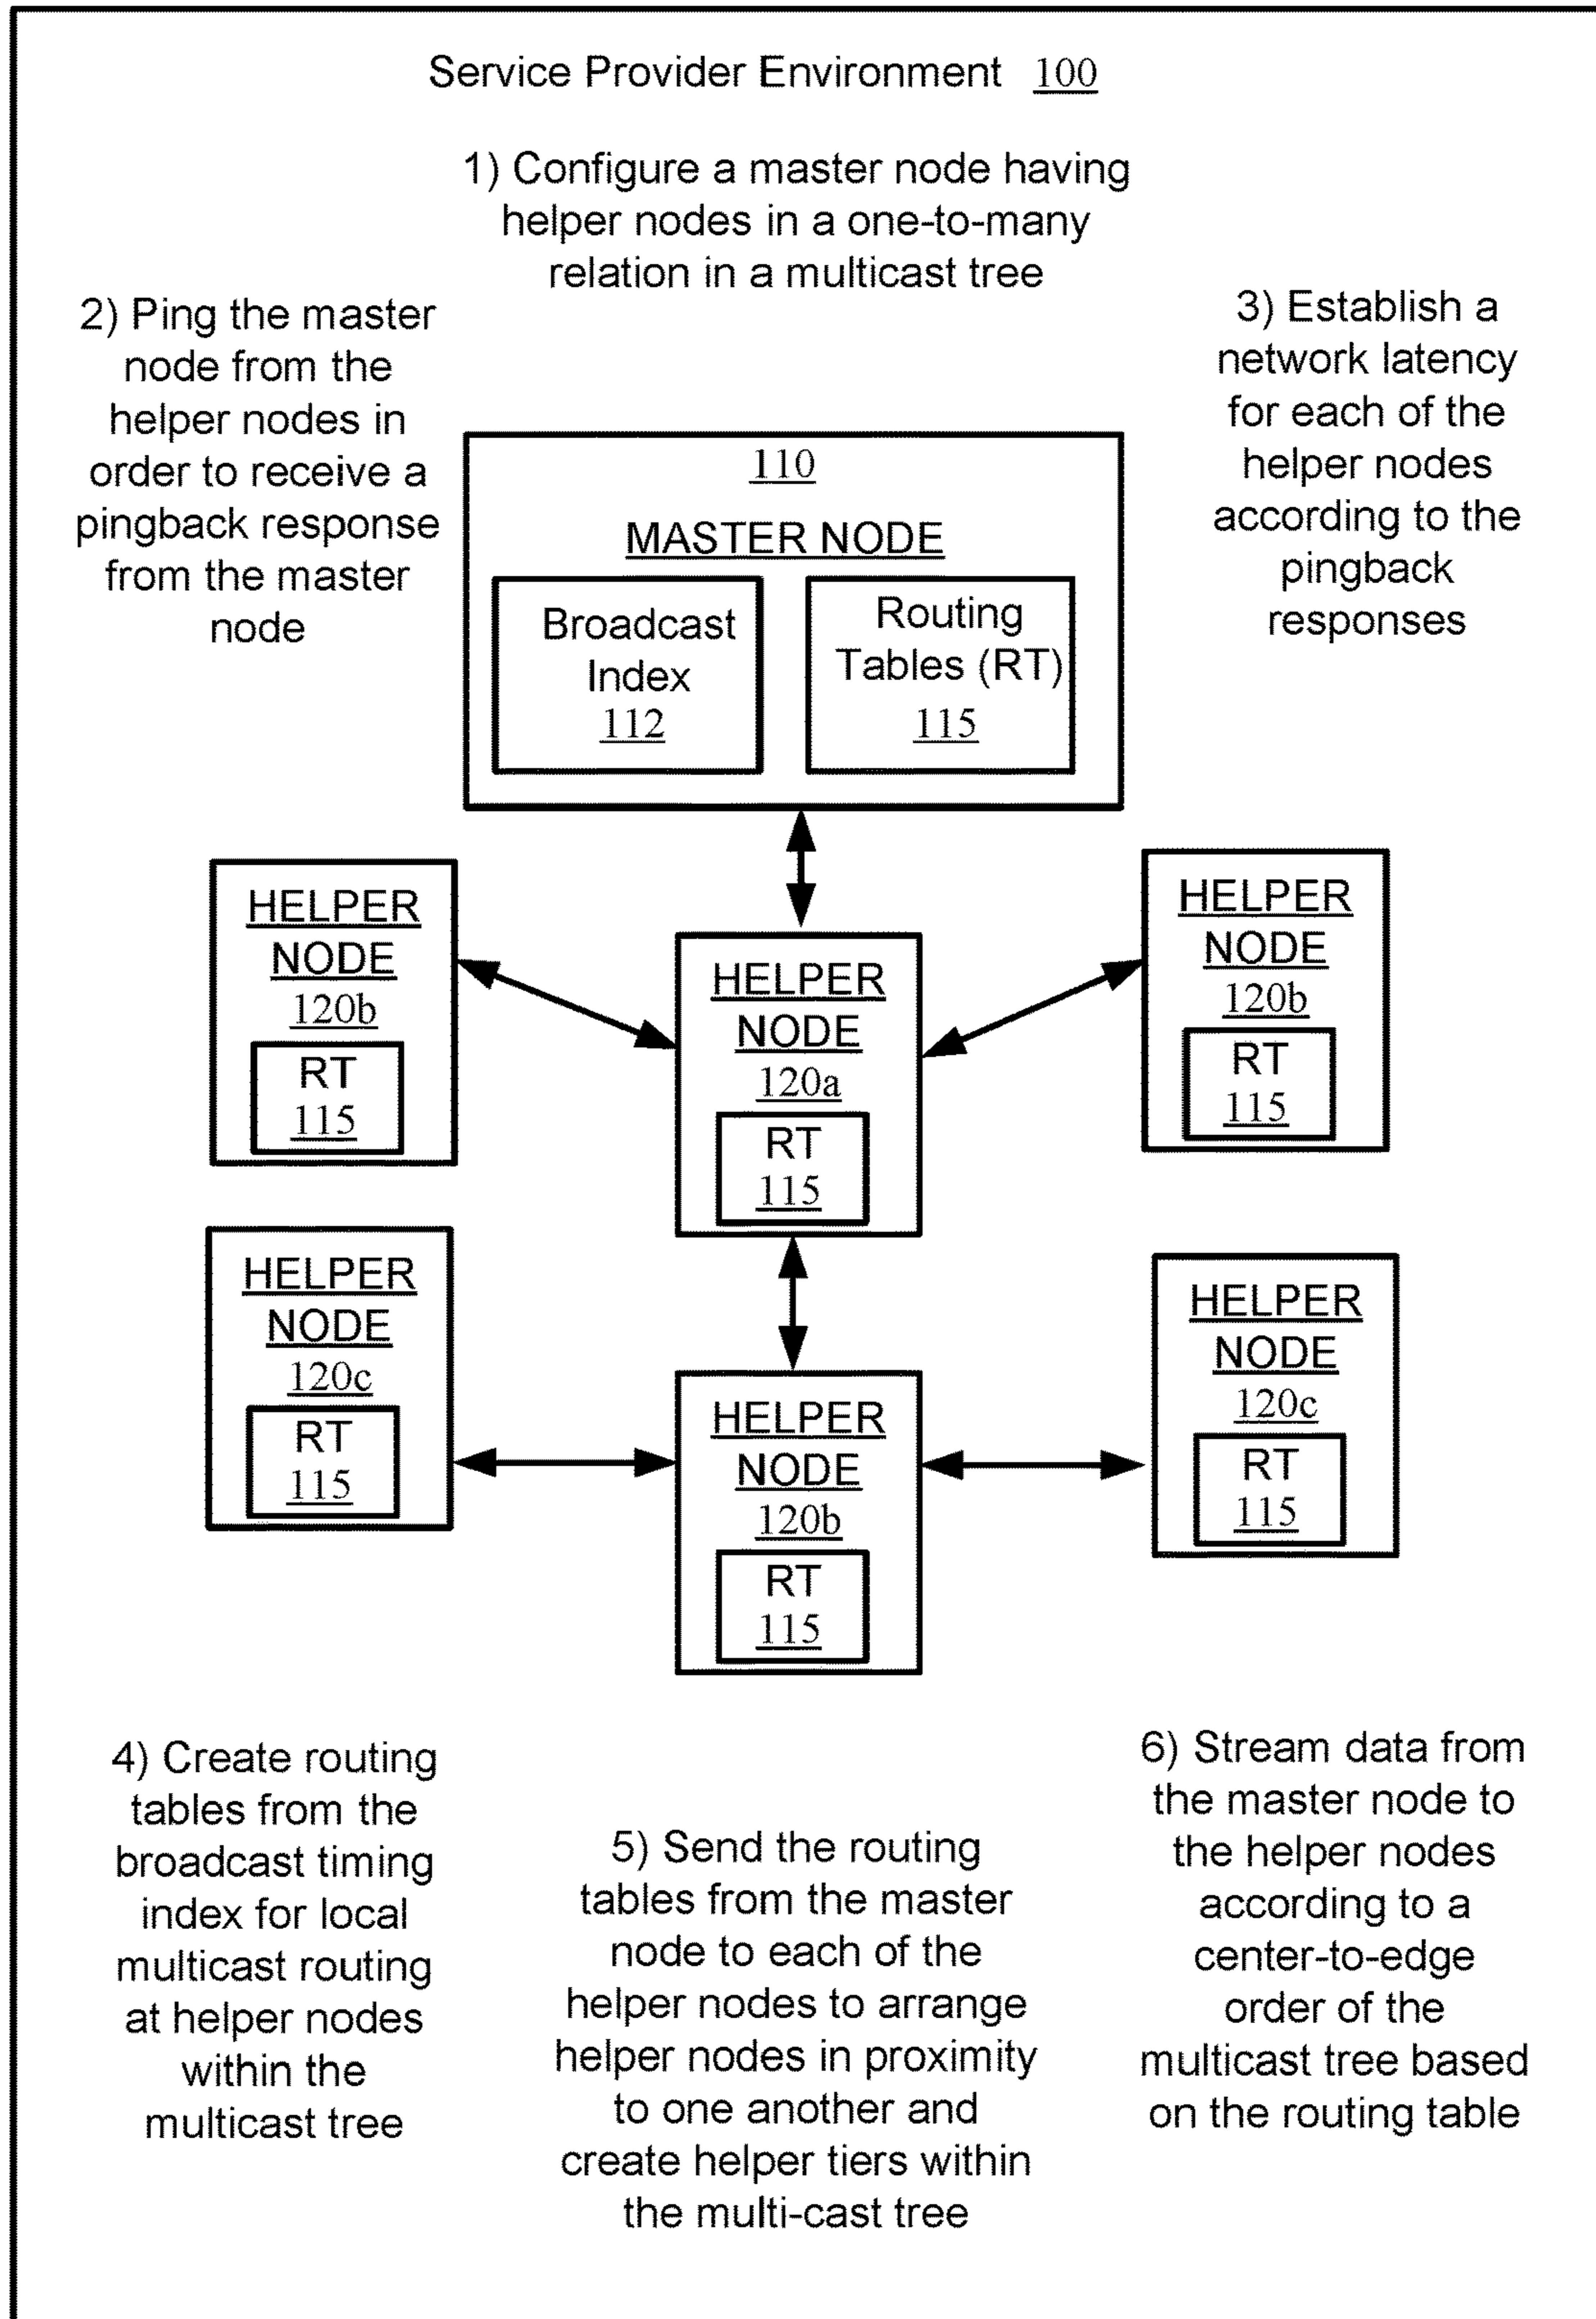 Service Provider Environment 100
1) Configure a master node having
helper nodes in a one-to-many
relation in a multicast tree
2) Ping the master
node from the
helper nodes in
order to receive a
pingback response
from the master
node
3) Establish a
network latency
for each of the
helper nodes
according to the
pingback
responses
110
MASTER NODE
Broadcast
Index
112
Routing
Tables (RT)
115
HELPER
NODE
120b
RT
115
HELPER
NODE
120a
RT
115
HELPER
NODE
120b
RT
115
HELPER
NODE
120c
RT
115
HELPER
NODE
120b
RT
115
HELPER
NODE
120c
RT
115
4) Create routing
tables from the
broadcast timing
index for local
multicast routing
at helper nodes
within the
multicast tree
5) Send the routing
tables from the master
node to each of the
helper nodes to arrange
helper nodes in proximity
to one another and
create helper tiers within
the multi-cast tree
6) Stream data from
the master node to
the helper nodes
according to a
center-to-edge
order of the
multicast tree based
on the routing table